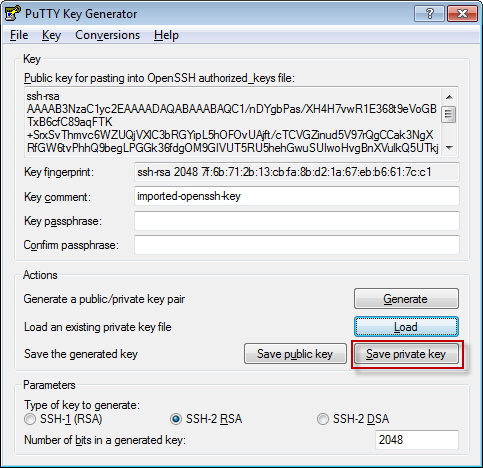 PuTTY Key Generator
File Key Conversions Help
Key
Public key for pasting into OpenSSH authorized_keys file:
ssh-rsa
AAAAB3NzaC1yc2EAAAADAQABAAABAQC1/nDYgbPas/XH4H7vwR1E368t9eVoGB
TxB6cfC89aqFTK
+SrxSvThmvc6WZUQjVXlC3bRGYipL5hOFOvUAjft/cTCVGZinud5V97rQgCCak3NgX
RfGW6tvPhhQ9begLPGGk36fdgOM9GIVUT5RU5hehGwuSUIwoHvgBnXVulkQ5UTkj
Key fingerprint: ssh-rsa 2048 7f:6b:71:2b:13:cb:fa:8b:d2:1a:67:eb:b6:61:7c:c1
Key comment: imported-openssh-key
Key passphrase:
Confirm passphrase:
Actions
Generate a public/private key pair Generate
Load an existing private key file Load
Save the generated key Save public key Save private key
Parameters
Type of key to generate:
SSH-1 (RSA) SSH-2 RSA SSH-2 DSA
Number of bits in a generated key: 2048